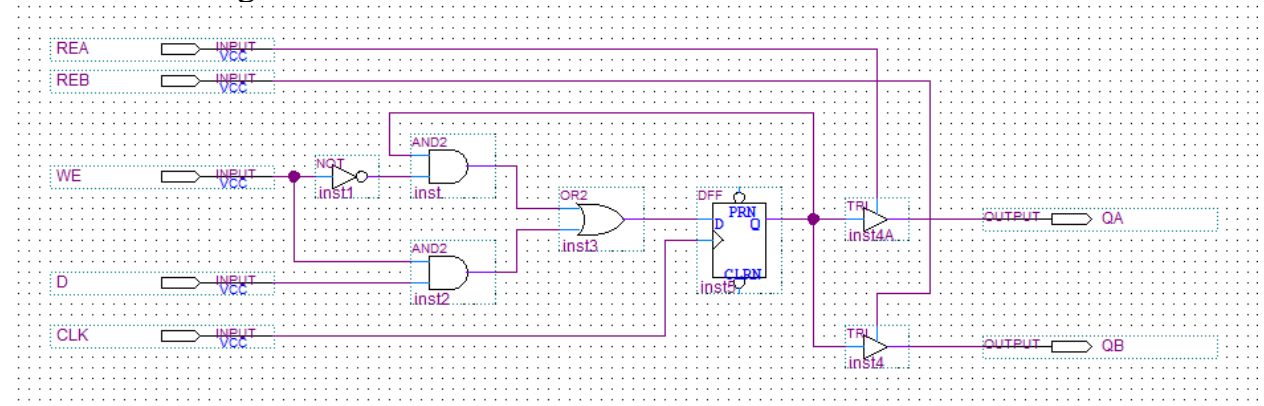 REA
INPUT
VCC
REB
INPUT
VCC
AND2
inst
NOT
inst1
WE
INPUT
VCC
OR2
inst3
DFF
PRN
D
Q
CLRN
inst5
TRI
inst4A
OUTPUT
QA
AND2
inst2
D
INPUT
VCC
CLK
INPUT
VCC
TRI
inst4
OUTPUT
QB